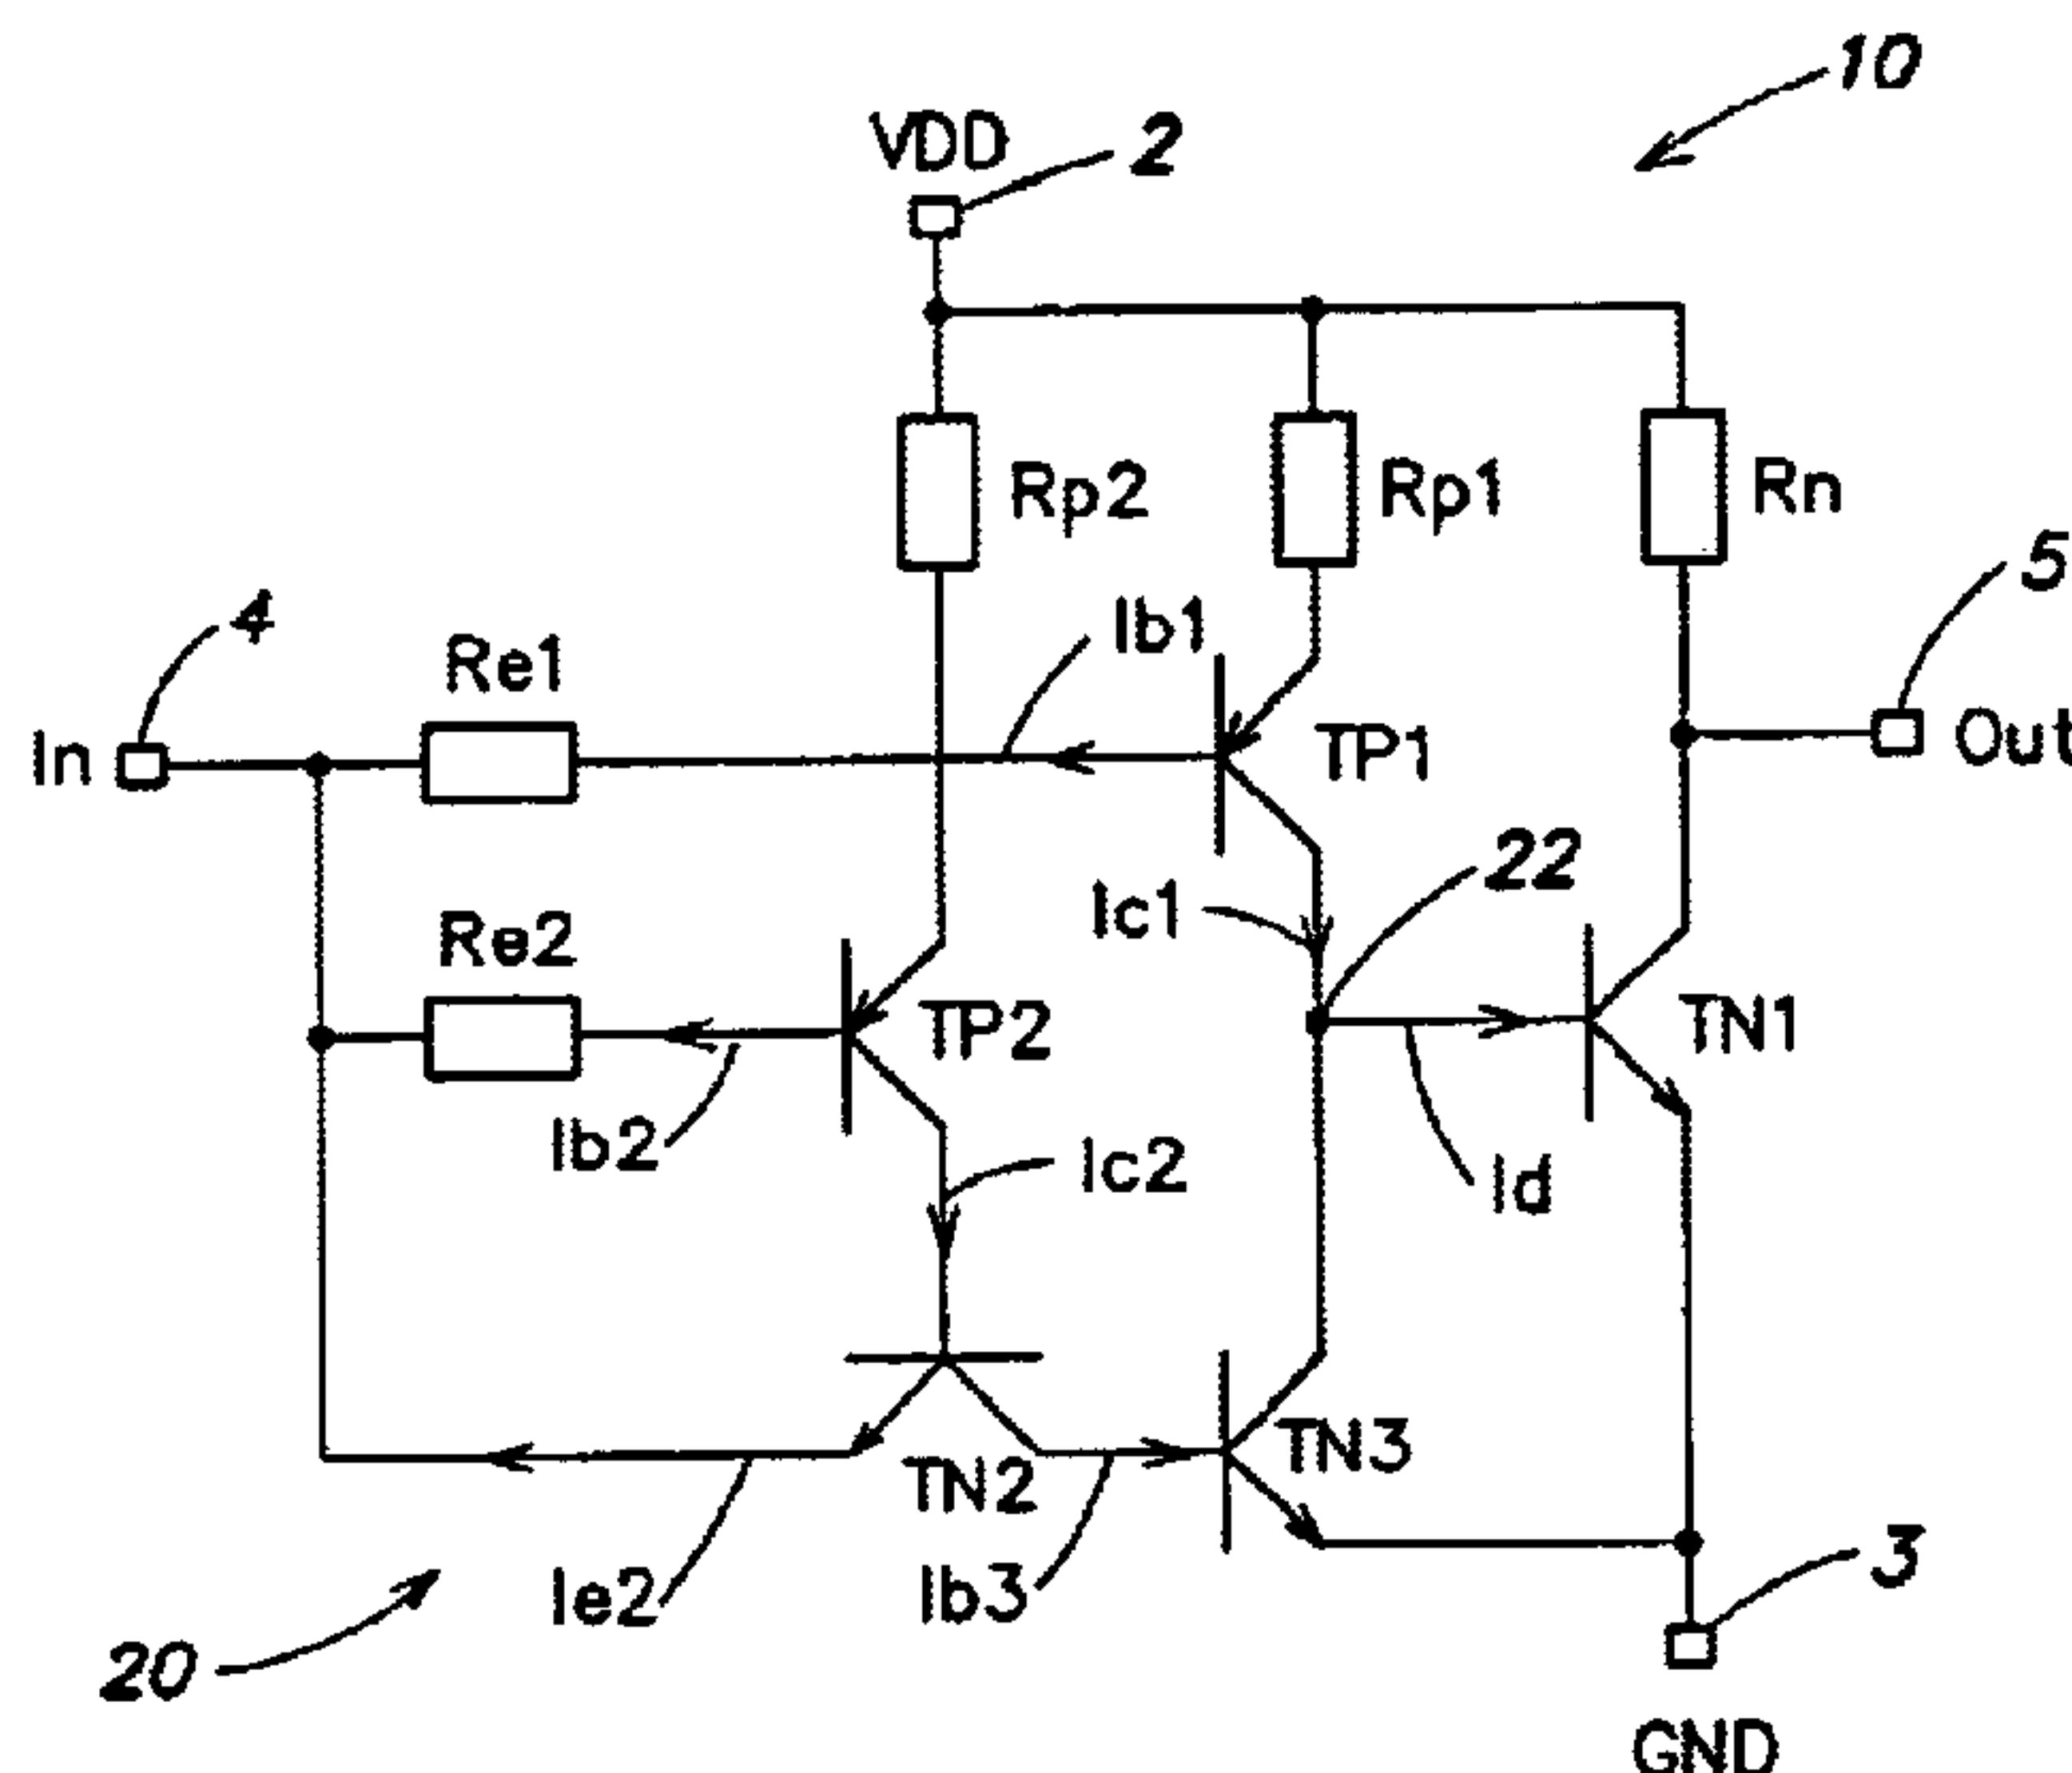 10
VDD
2
Rp2
Rp1
Rn
5
4
Re1
Ib1
In
TP1
Out
22
Ic1
Re2
TP2
TN1
Ib2
Ic2
Id
TN3
TN2
3
Ie2
Ib3
20
GND